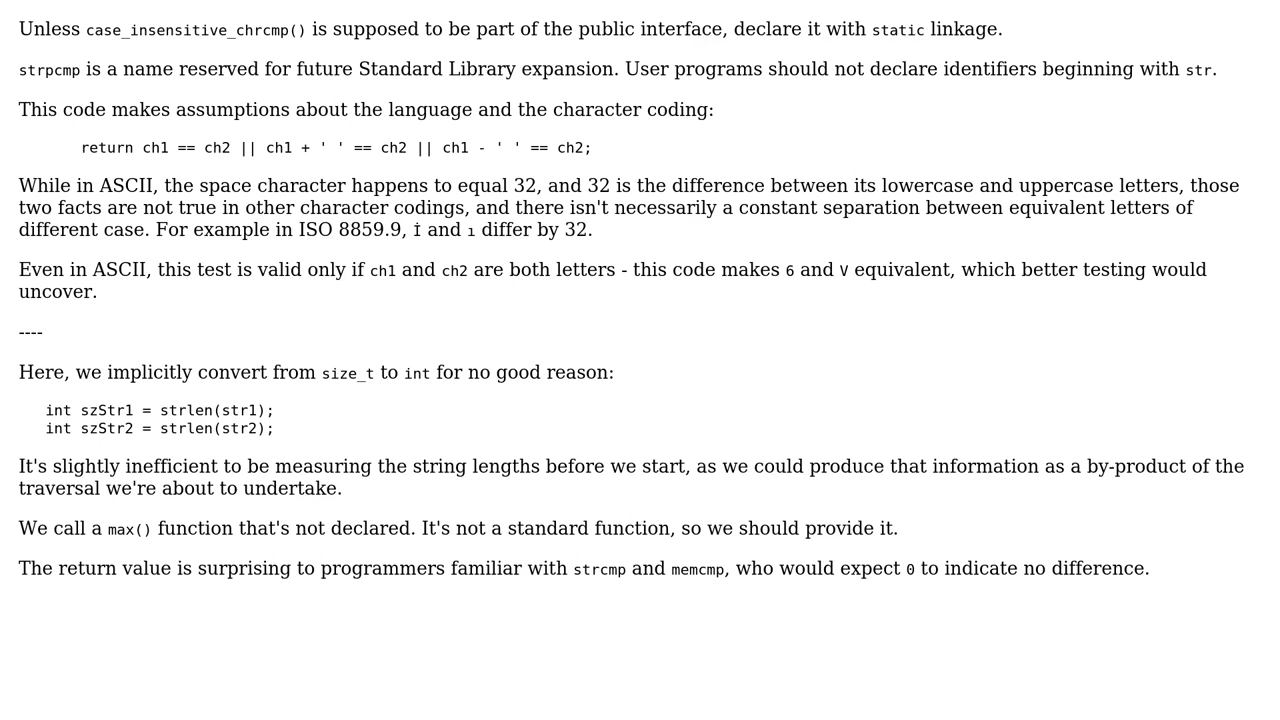 Unless case_insensitive_chrcmp() is supposed to be part of the public interface, declare it with static linkage.
strpcmp is a name reserved for future Standard Library expansion. User programs should not declare identifiers beginning with str.
This code makes assumptions about the language and the character coding:
return ch1 == ch2 || ch1 + ' ' == ch2 || ch1 - ' ' == ch2;
While in ASCII, the space character happens to equal 32, and 32 is the difference between its lowercase and uppercase letters, those
two facts are not true in other character codings, and there isn't necessarily a constant separation between equivalent letters of
different case. For example in ISO 8859.9, İ and ı differ by 32.
Even in ASCII, this test is valid only if ch1 and ch2 are both letters - this code makes 6 and V equivalent, which better testing would
uncover.
----
Here, we implicitly convert from size_t to int for no good reason:
int szStr1 = strlen(str1);
int szStr2 = strlen(str2);
It's slightly inefficient to be measuring the string lengths before we start, as we could produce that information as a by-product of the
traversal we're about to undertake.
We call a max() function that's not declared. It's not a standard function, so we should provide it.
The return value is surprising to programmers familiar with strcmp and memcmp, who would expect 0 to indicate no difference.